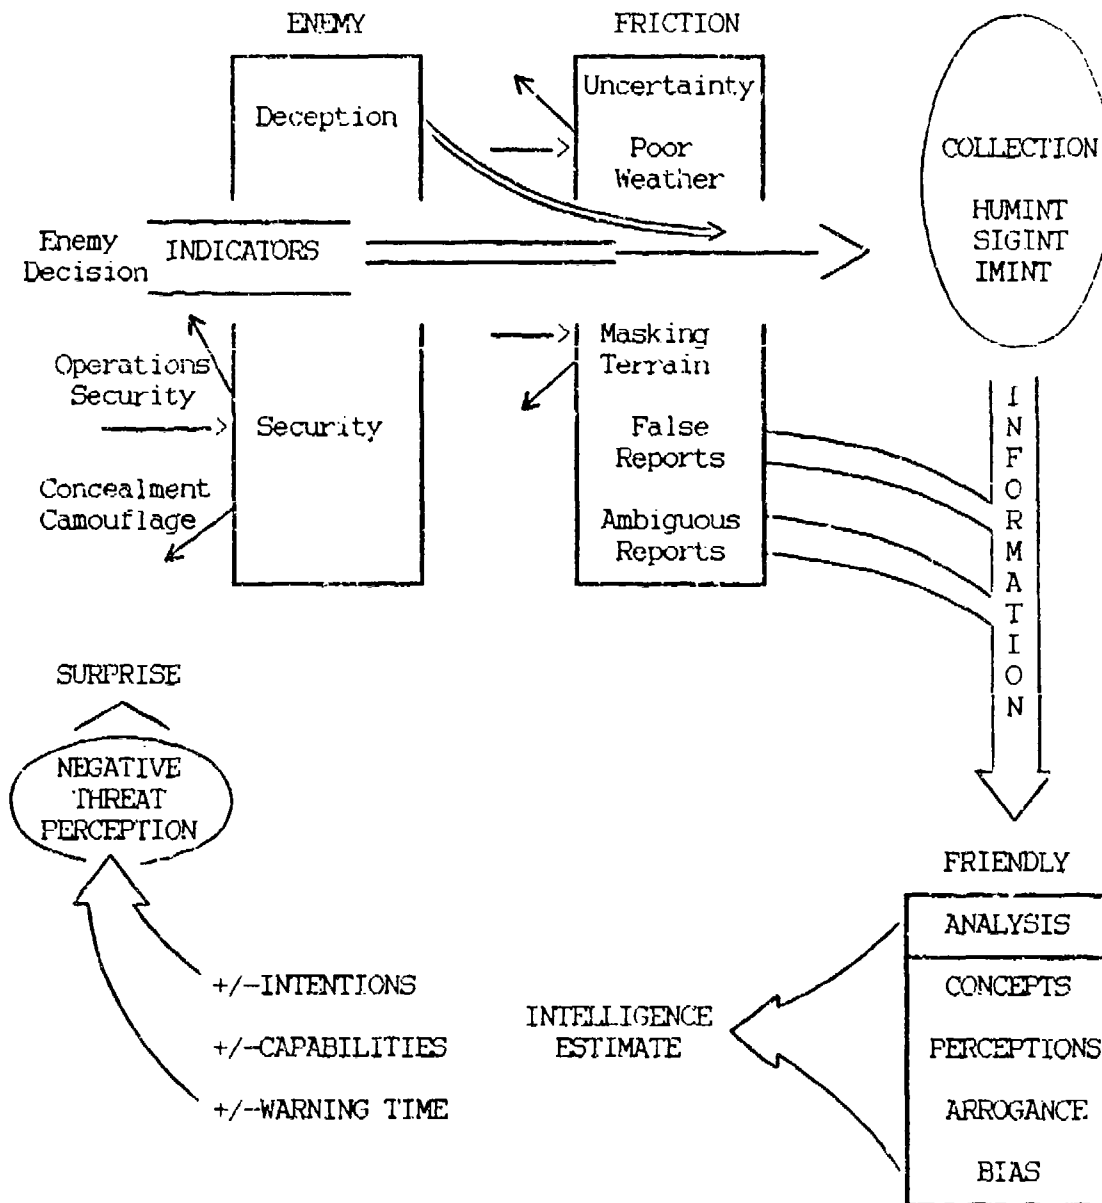 ENEMY
FRICTION
Deception
Uncertainty
Poor
Weather
COLLECTION
HUMINT
SIGINT
IMINT
Enemy
Decision
INDICATORS
Operations
Security
Security
Concealment
Camouflage
Masking
Terrain
False
Reports
Ambiguous
Reports
INFORMATION
SURPRISE
NEGATIVE
THREAT
PERCEPTION
+/-INTENTIONS
+/-CAPABILITIES
+/-WARNING TIME
INTELLIGENCE
ESTIMATE
FRIENDLY
ANALYSIS
CONCEPTS
PERCEPTIONS
ARROGANCE
BIAS